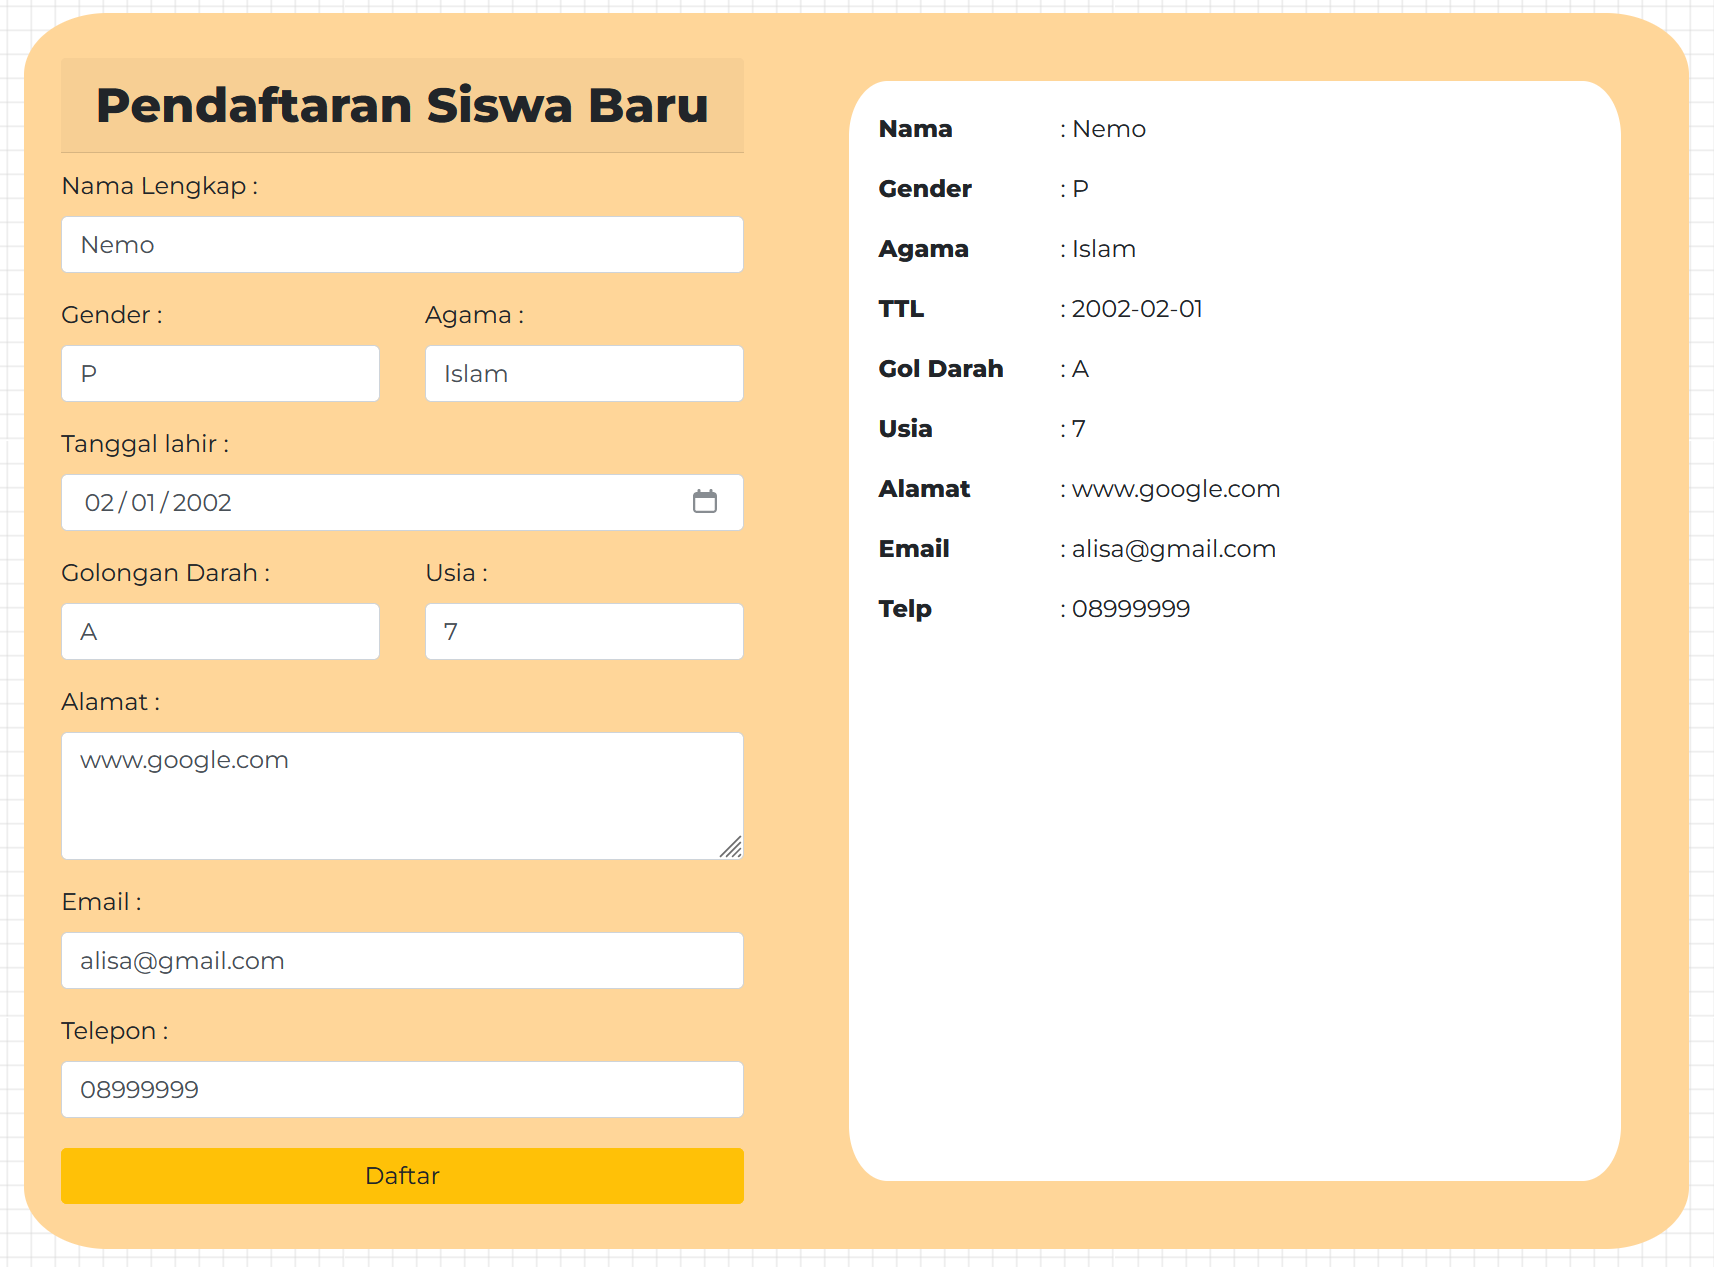 Pendaftaran Siswa Baru
Nama Lengkap :
Nemo
Gender :
Agama :
P
Islam
Tanggal lahir :
02/01/2002
Golongan Darah :
Usia :
A
7
Alamat :
www.google.com
Email :
alisa@gmail.com
Telepon :
08999999
Daftar
Nama : Nemo
Gender : P
Agama : Islam
TTL : 2002-02-01
Gol Darah : A
Usia : 7
Alamat : www.google.com
Email : alisa@gmail.com
Telp : 08999999